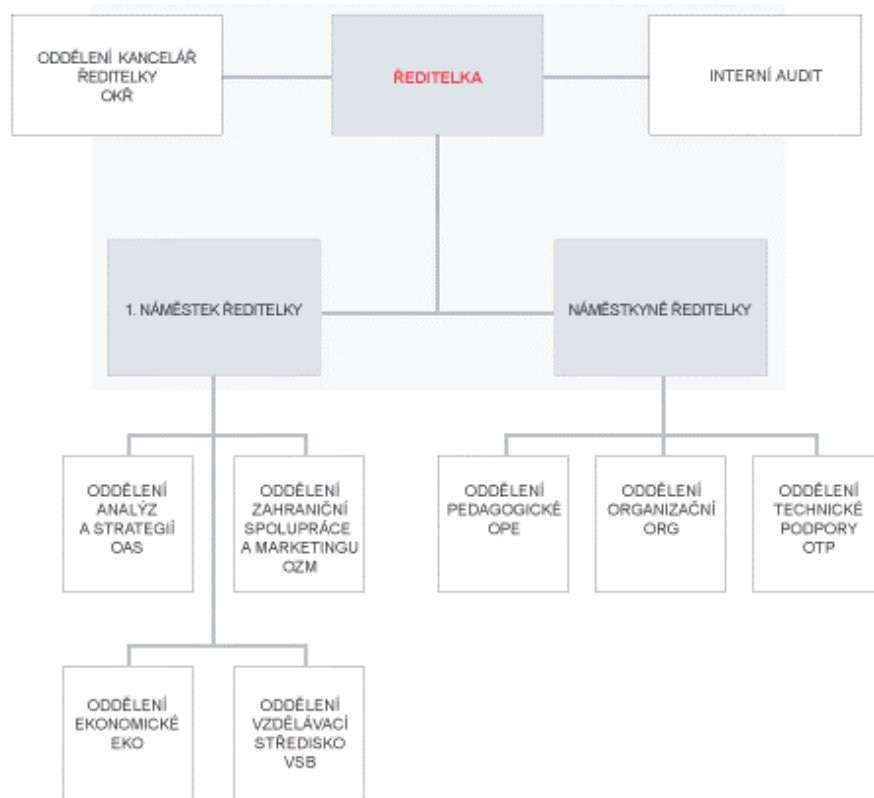 ODDĚLENÍ KANCELÁŘ
ŘEDITELKY
OKŘ
ŘEDITELKA
INTERNÍ AUDIT
1. NÁMĚSTEK ŘEDITELKY
NÁMĚSTKYNĚ ŘEDITELKY
ODDĚLENÍ
ANALÝZ
A STRATEGIÍ
OAS
ODDĚLENÍ
ZAHRANIČNÍ
SPOLUPRÁCE
A MARKETINGU
OZM
ODDĚLENÍ
PEDAGOGICKÉ
OPE
ODDĚLENÍ
ORGANIZAČNÍ
ORG
ODDĚLENÍ
TECHNICKÉ
PODPORY
OTP
ODDĚLENÍ
EKONOMICKÉ
EKO
ODDĚLENÍ
VZDĚLÁVACÍ
STŘEDISKO
VSB